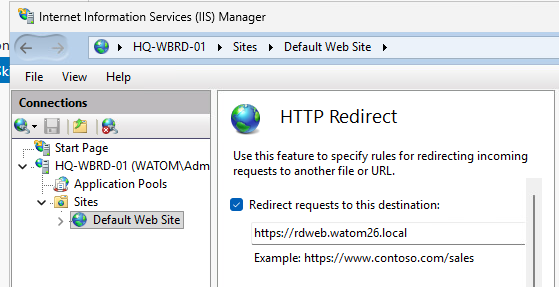 Internet Information Services (IIS) Manager
HQ-WBRD-01 Sites Default Web Site
File View Help
Connections
Start Page
HQ-WBRD-01 (WATOM\Adm
Application Pools
Sites
Default Web Site
HTTP Redirect
Use this feature to specify rules for redirecting incoming
requests to another file or URL.
Redirect requests to this destination:
https://rdweb.watom26.local
Example: https://www.contoso.com/sales